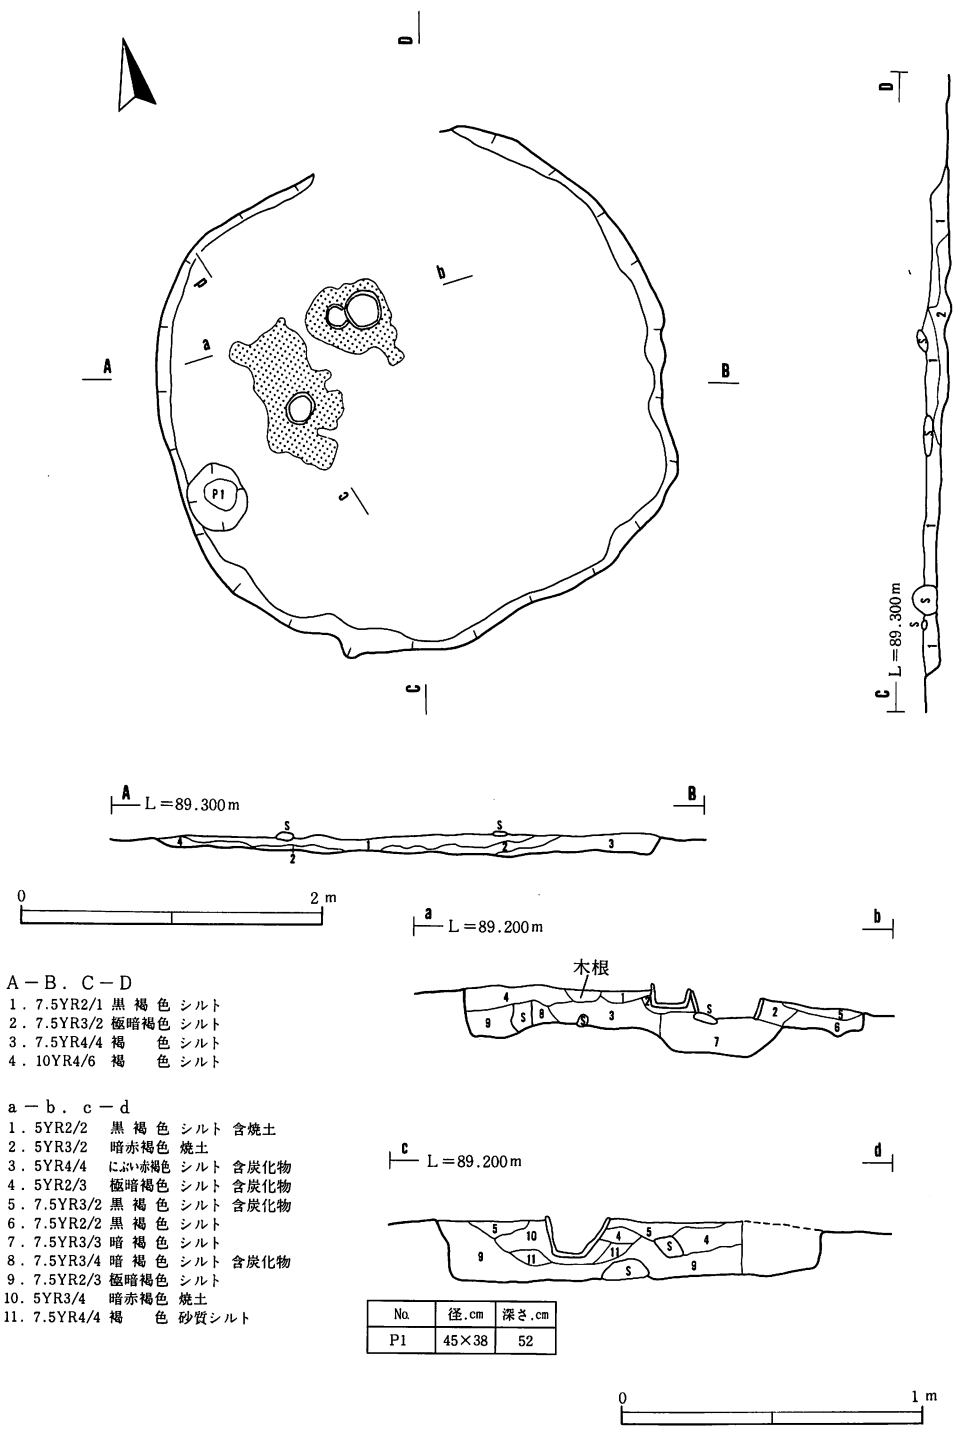 D
b
a
A
B
P1
c
d
C
D
1
2
S
1
S
1
S
S
1
C
L=89.300m
A
L=89.300m
B
S
S
4
2
1
2
3
0
2 m
a
L=89.200m
b
木根
4
1
2
S
9
S
8
S
3
7
2
5
6
A-B. C-D
1. 7.5YR2/1 黒褐色 シルト
2. 7.5YR3/2 極暗褐色 シルト
3. 7.5YR4/4 褐色 シルト
4. 10YR4/6 褐色 シルト
a-b. c-d
1. 5YR2/2 黒褐色 シルト 含焼土
2. 5YR3/2 暗赤褐色 焼土
3. 5YR4/4 にぶい赤褐色 シルト 含炭化物
4. 5YR2/3 極暗褐色 シルト 含炭化物
5. 7.5YR3/2 黒褐色 シルト 含炭化物
6. 7.5YR2/2 黒褐色 シルト
7. 7.5YR3/3 暗褐色 シルト
8. 7.5YR3/4 暗褐色 シルト 含炭化物
9. 7.5YR2/3 極暗褐色 シルト
10. 5YR3/4 暗赤褐色 焼土
11. 7.5YR4/4 褐色 砂質シルト
c
L=89.200m
d
5
10
4
5
S
4
9
11
11
S
9
No. 径.cm 深さ.cm
P1 45×38 52
0
1 m